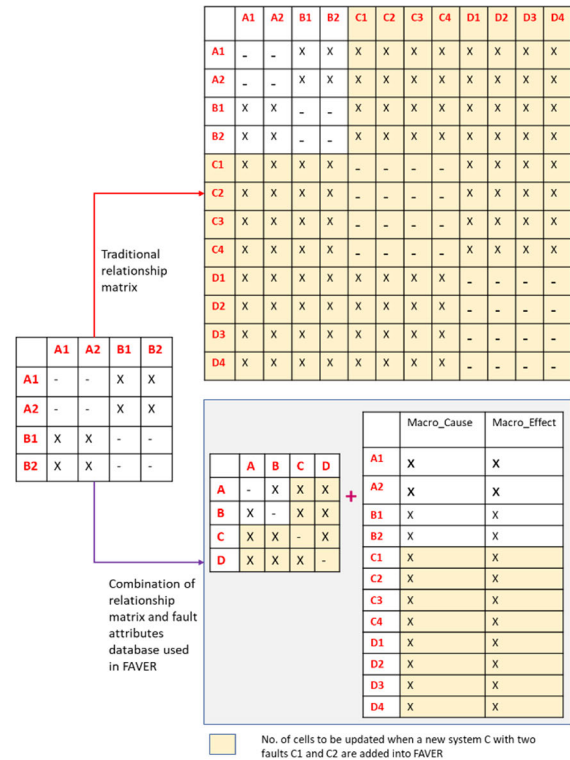 A1 A2 B1 B2 C1 C2 C3 C4 D1 D2 D3 D4
A1 - - X X X X X X X X X X
A2 - - X X X X X X X X X X
B1 X X - - X X X X X X X X
B2 X X - - X X X X X X X X
C1 X X X X - - - - X X X X
C2 X X X X - - - - X X X X
C3 X X X X - - - - X X X X
C4 X X X X - - - - X X X X
D1 X X X X X X X X - - - -
D2 X X X X X X X X - - - -
D3 X X X X X X X X - - - -
D4 X X X X X X X X - - - -
Traditional
relationship
matrix
A1 A2 B1 B2
A1 - - X X
A2 - - X X
B1 X X - -
B2 X X - -
A B C D
A - X X X
B X - X X
C X X - X
D X X X -
+
Macro_Cause Macro_Effect
A1 X X
A2 X X
B1 X X
B2 X X
C1 X X
C2 X X
C3 X X
C4 X X
D1 X X
D2 X X
D3 X X
D4 X X
Combination of
relationship
matrix and fault
attributes
database used
in FAVER
No. of cells to be updated when a new system C with two
faults C1 and C2 are added into FAVER